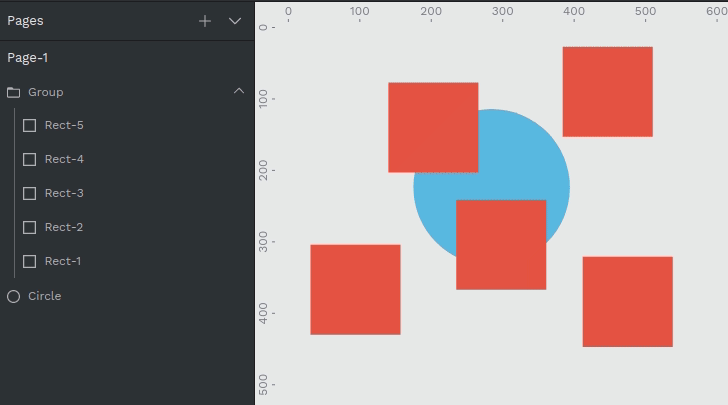 Pages
Page-1
Group
Rect-5
Rect-4
Rect-3
Rect-2
Rect-1
Circle
0 100 200 300 400 500 600
0
100
200
300
400
500